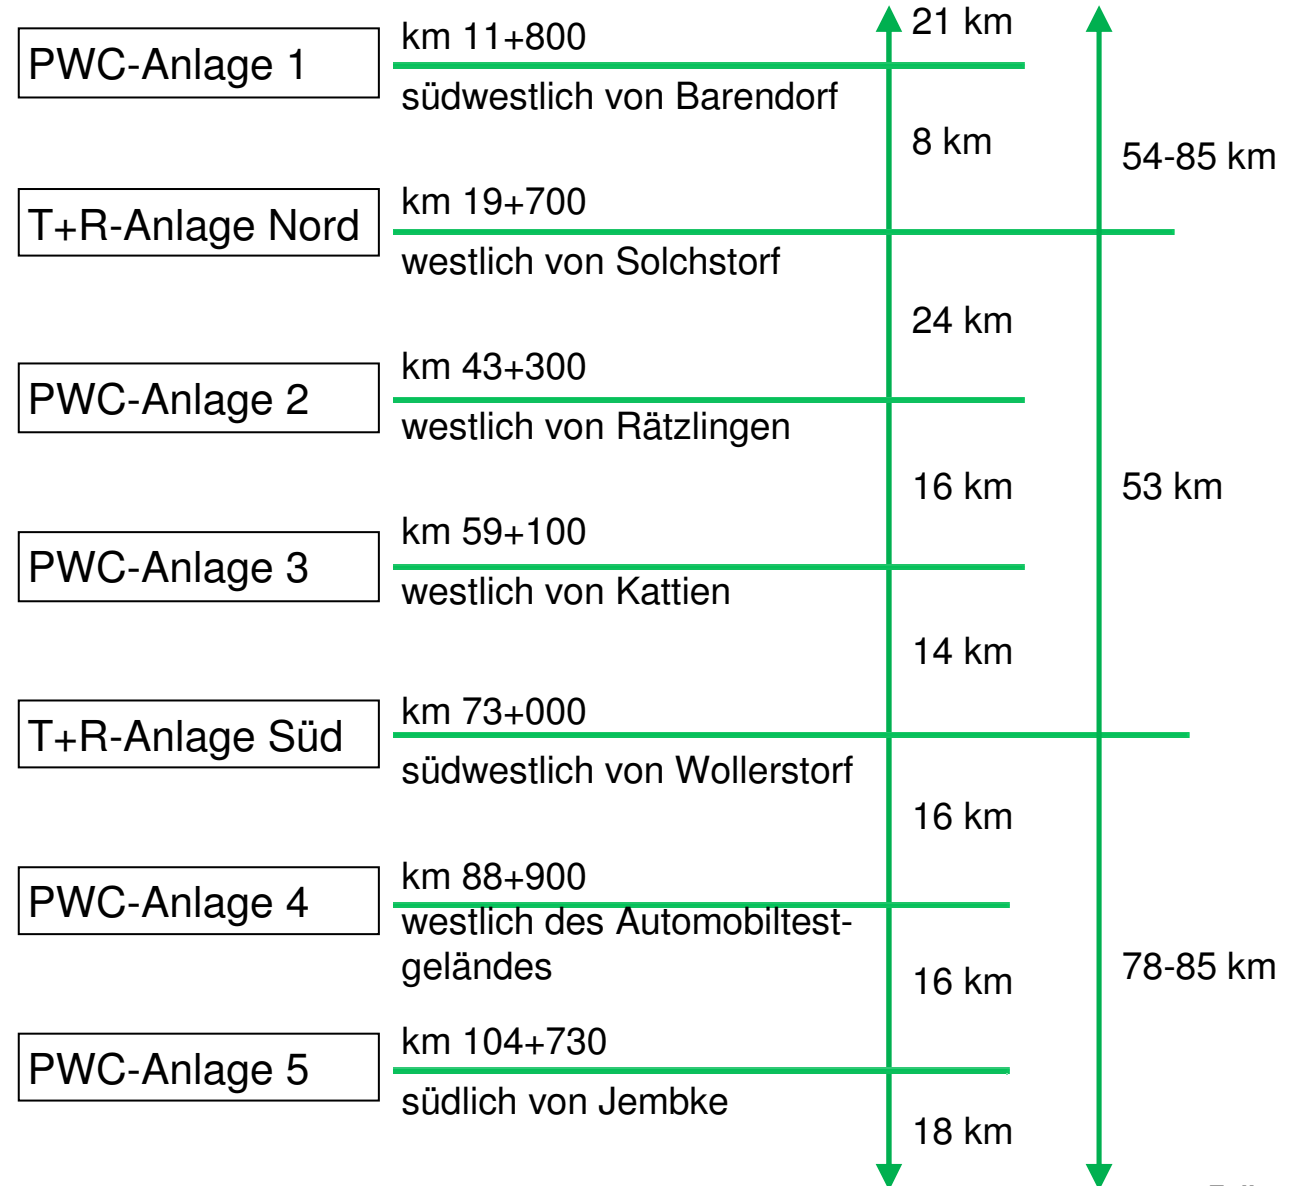 21 km
km 11+800
PWC-Anlage 1
südwestlich von Barendorf
8 km
54-85 km
km 19+700
T+R-Anlage Nord
westlich von Solchstorf
24 km
km 43+300
PWC-Anlage 2
westlich von Rätzlingen
16 km
53 km
km 59+100
PWC-Anlage 3
westlich von Kattien
14 km
km 73+000
T+R-Anlage Süd
südwestlich von Wollerstorf
16 km
km 88+900
PWC-Anlage 4
westlich des Automobiltest-
geländes
16 km
78-85 km
km 104+730
PWC-Anlage 5
südlich von Jembke
18 km